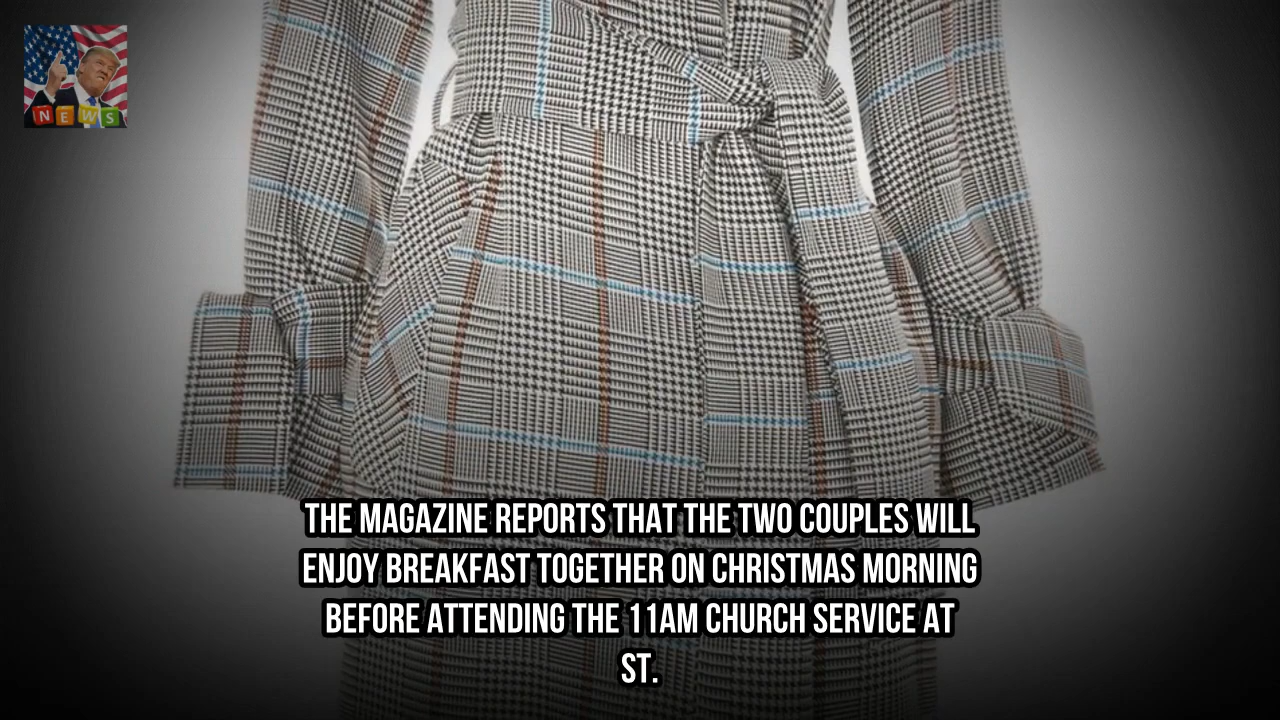 NEWS
THE MAGAZINE REPORTS THAT THE TWO COUPLES WILL
ENJOY BREAKFAST TOGETHER ON CHRISTMAS MORNING
BEFORE ATTENDING THE 11AM CHURCH SERVICE AT
ST.